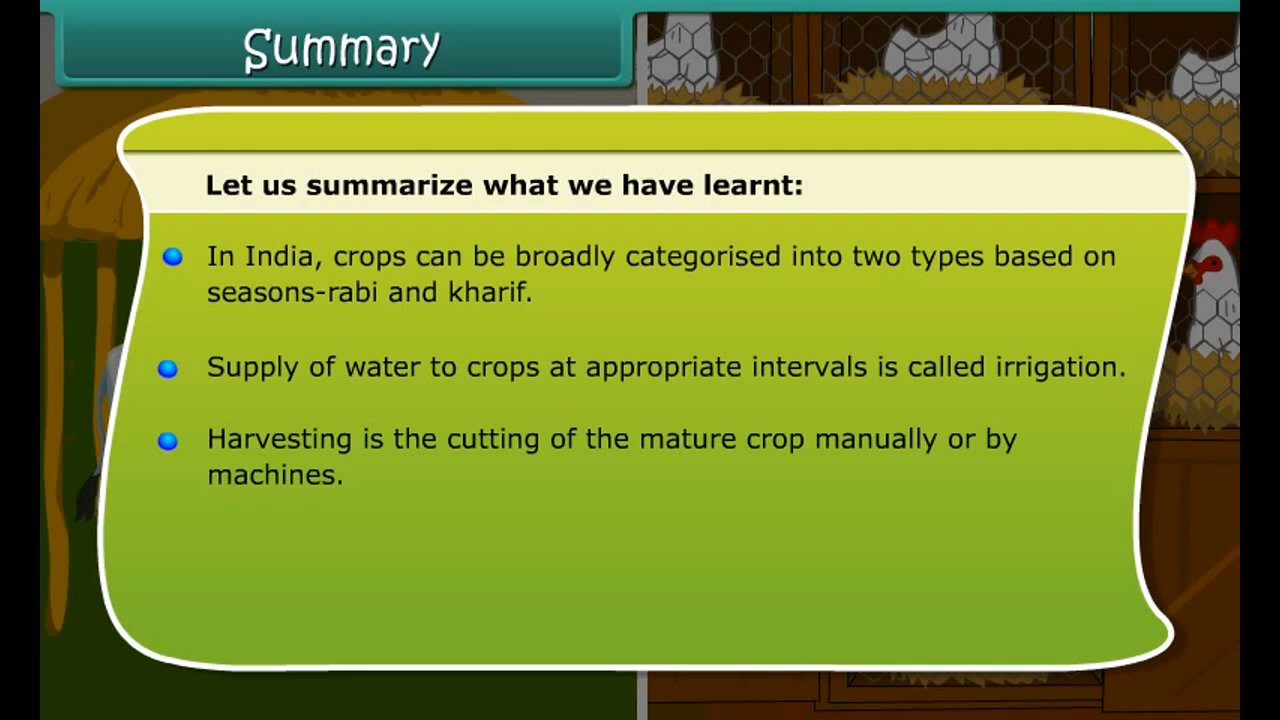 Summary
Let us summarize what we have learnt:
In India, crops can be broadly categorised into two types based on
seasons-rabi and kharif.
Supply of water to crops at appropriate intervals is called irrigation.
Harvesting is the cutting of the mature crop manually or by
machines.